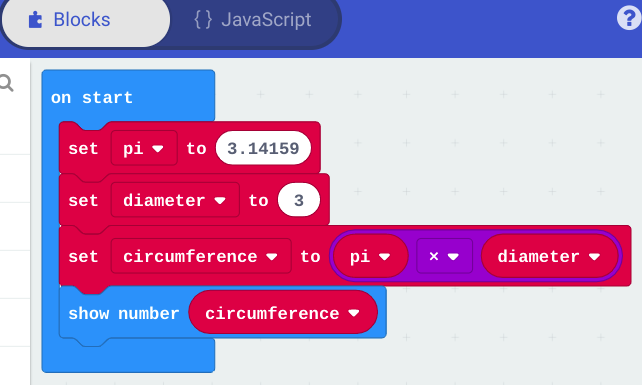 Blocks { } JavaScript ?
on start
set pi to 3.14159
set diameter to 3
set circumference to pi × diameter
show number circumference